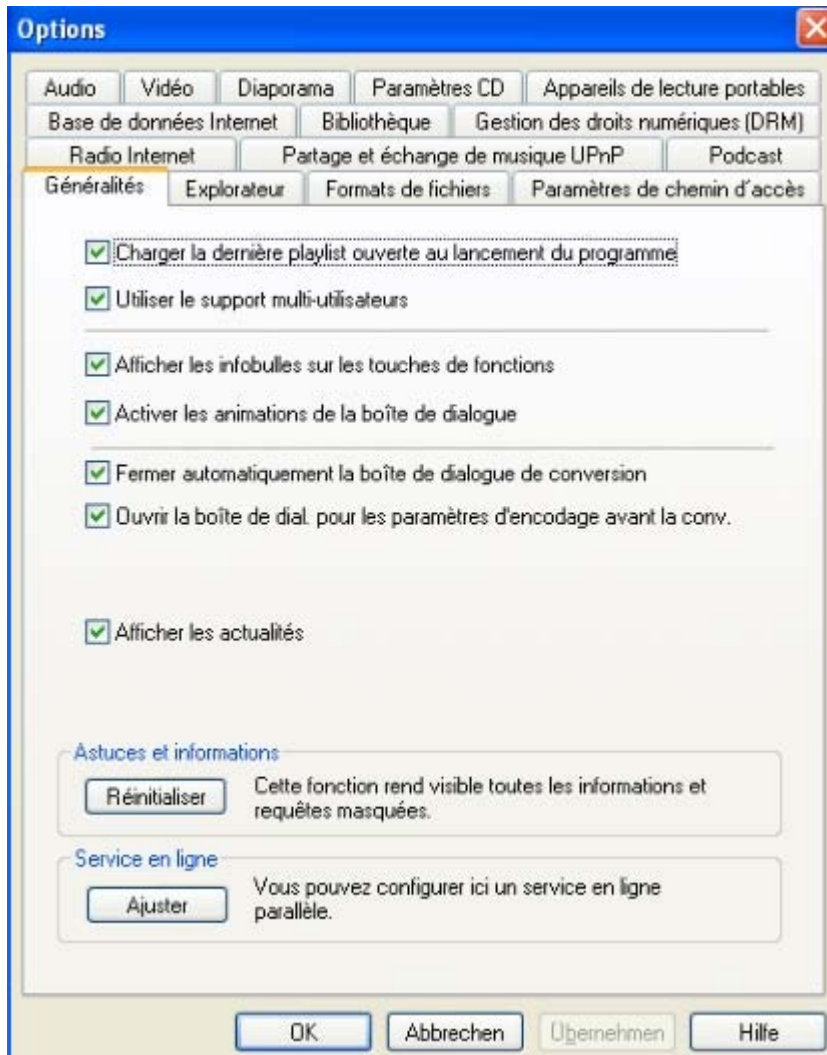 Options
Audio Vidéo Diaporama Paramètres CD Appareils de lecture portables
Base de données Internet Bibliothèque Gestion des droits numériques (DRM)
Radio Internet Partage et échange de musique UPnP Podcast
Généralités Explorateur Formats de fichiers Paramètres de chemin d'accès
Charger la dernière playlist ouverte au lancement du programme
Utiliser le support multi-utilisateurs
Afficher les infobulles sur les touches de fonctions
Activer les animations de la boîte de dialogue
Fermer automatiquement la boîte de dialogue de conversion
Ouvrir la boîte de dial. pour les paramètres d'encodage avant la conv.
Afficher les actualités
Astuces et informations
Réinitialiser
Cette fonction rend visible toutes les informations et
requêtes masquées.
Service en ligne
Ajuster
Vous pouvez configurer ici un service en ligne
parallèle.
OK Abbrechen Übernehmen Hilfe